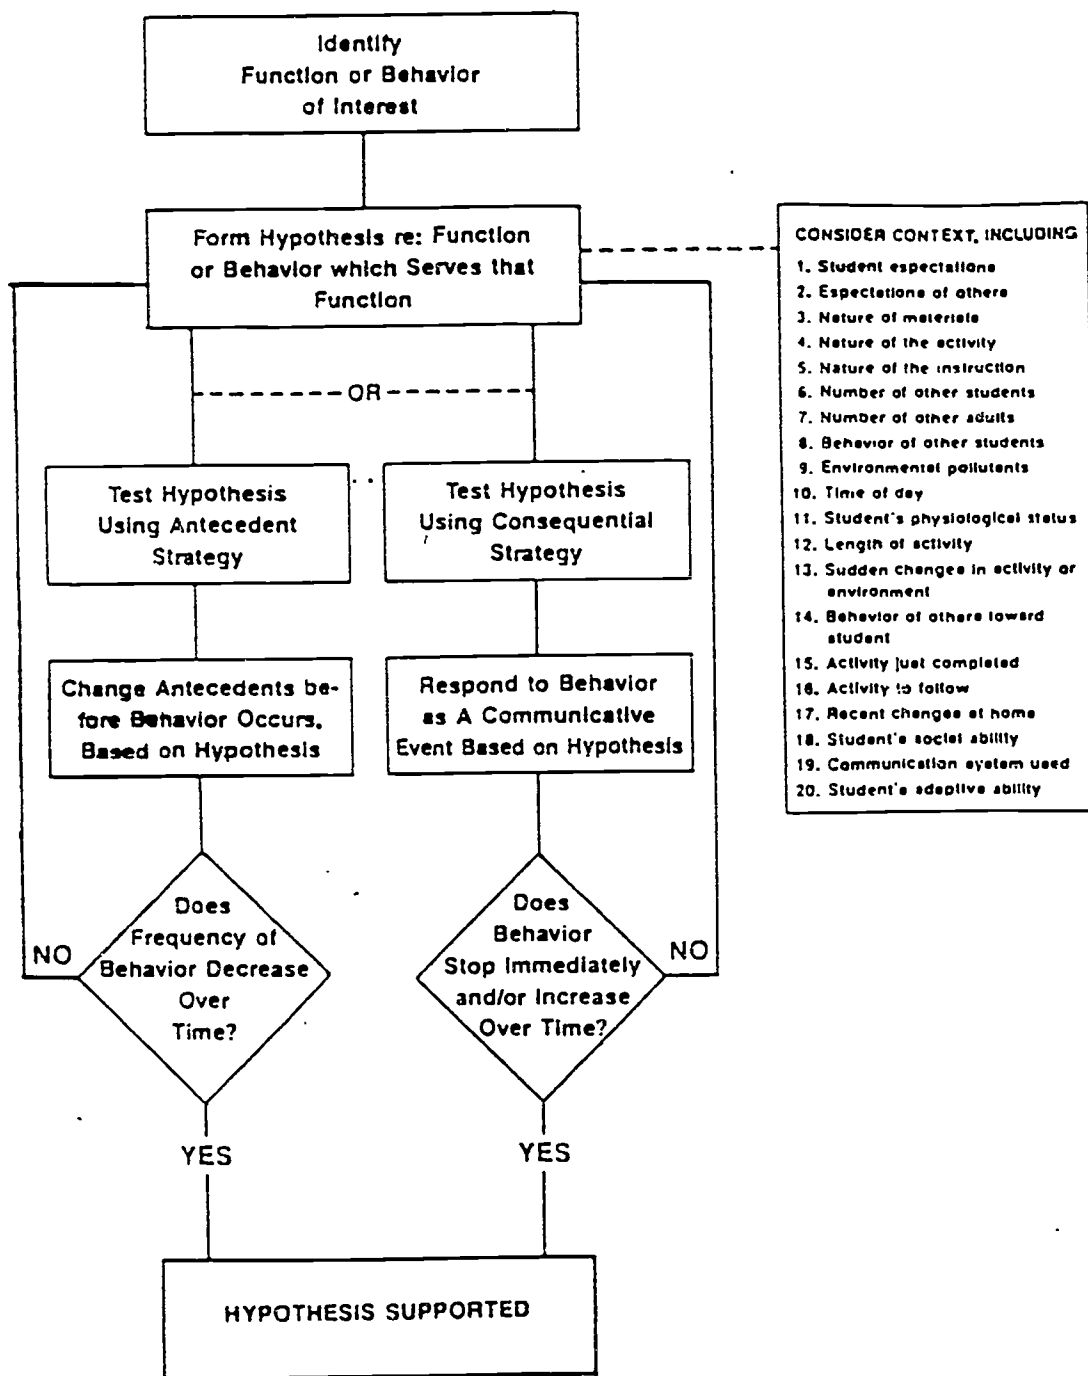 Identify
Function or Behavior
of Interest
Form Hypothesis re: Function
or Behavior which Serves that
Function
OR
Test Hypothesis
Using Antecedent
Strategy
Test Hypothesis
Using Consequential
Strategy
Change Antecedents be-
fore Behavior Occurs,
Based on Hypothesis
Respond to Behavior
as A Communicative
Event Based on Hypothesis
Does
Frequency of
Behavior Decrease
Over
Time?
NO
Does
Behavior
Stop Immediately
and/or Increase
Over Time?
NO
YES
YES
HYPOTHESIS SUPPORTED
CONSIDER CONTEXT, INCLUDING
1. Student expectations
2. Expectations of others
3. Nature of materials
4. Nature of the activity
5. Nature of the instruction
6. Number of other students
7. Number of other adults
8. Behavior of other students
9. Environmental pollutants
10. Time of day
11. Student's physiological status
12. Length of activity
13. Sudden changes in activity or
environment
14. Behavior of others toward
student
15. Activity just completed
16. Activity to follow
17. Recent changes at home
18. Student's social ability
19. Communication system used
20. Student's adaptive ability